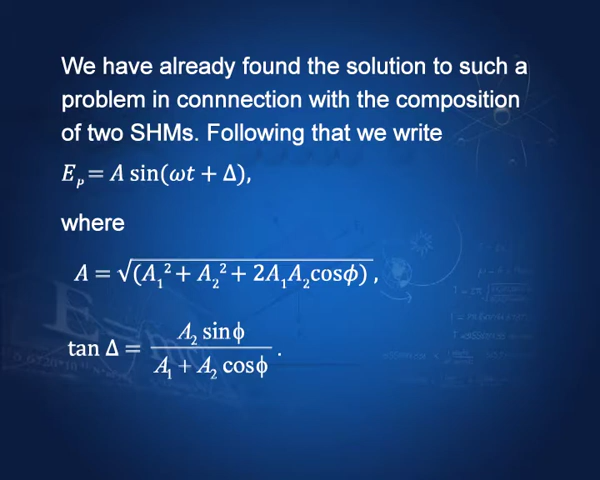 We have already found the solution to such a
problem in connnection with the composition
of two SHMs. Following that we write
Eₚ = A sin(ωt + Δ),
where
A = √(A₁² + A₂² + 2A₁A₂cosϕ) ,
tan Δ = A₂ sinϕ / A₁ + A₂ cosϕ .